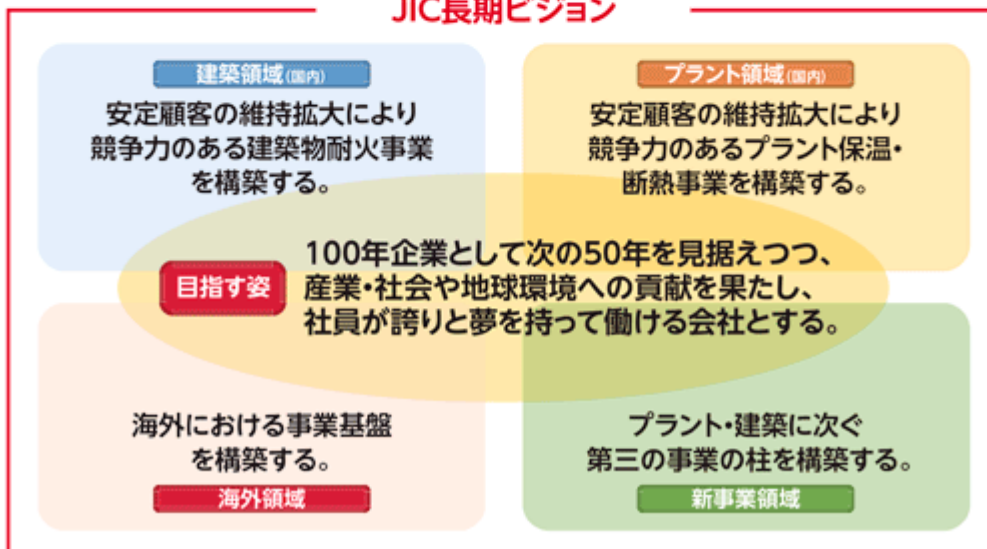 JIC長期ビジョン
建築領域(国内)
安定顧客の維持拡大により
競争力のある建築物耐火事業
を構築する。
プラント領域(国内)
安定顧客の維持拡大により
競争力のあるプラント保温・
断熱事業を構築する。
目指す姿
100年企業として次の50年を見据えつつ、
産業・社会や地球環境への貢献を果たし、
社員が誇りと夢を持って働ける会社とする。
海外における事業基盤
を構築する。
海外領域
プラント・建築に次ぐ
第三の事業の柱を構築する。
新事業領域